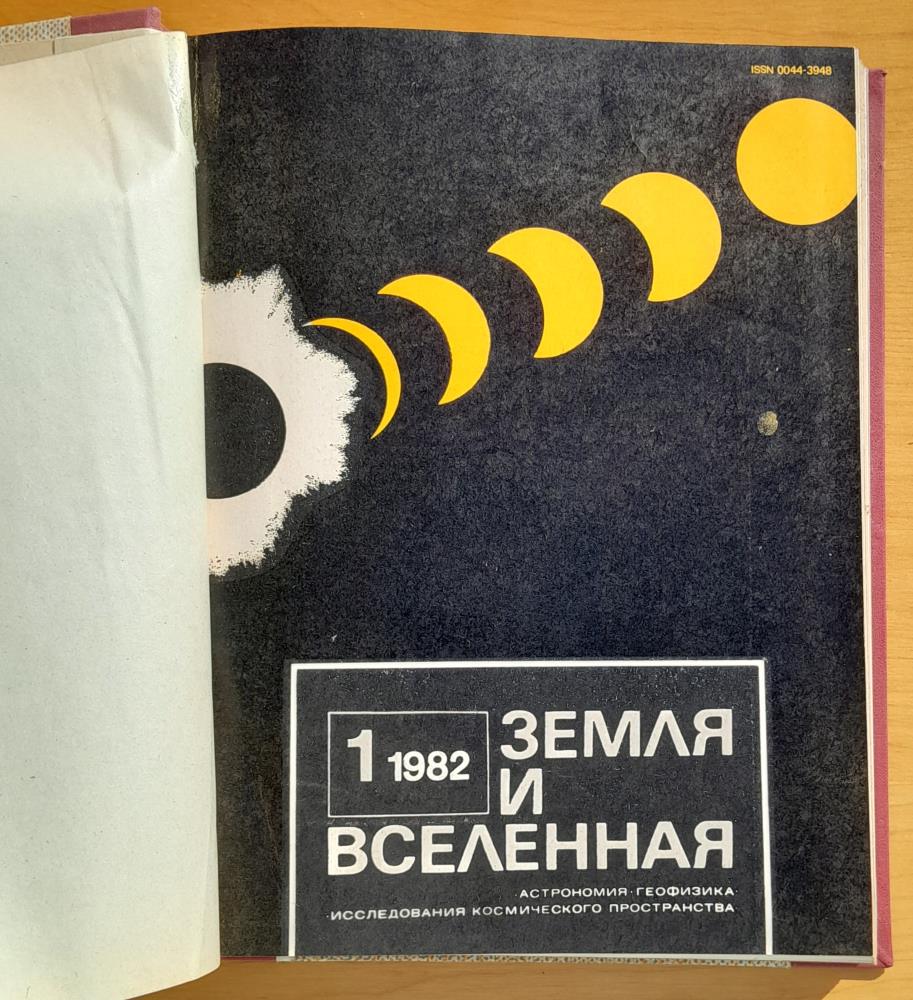 ISSN 0044-3948
1 1982 ЗЕМЛЯ
И
ВСЕЛЕННАЯ
·АСТРОНОМИЯ·ГЕОФИЗИКА·
·ИССЛЕДОВАНИЯ КОСМИЧЕСКОГО ПРОСТРАНСТВА